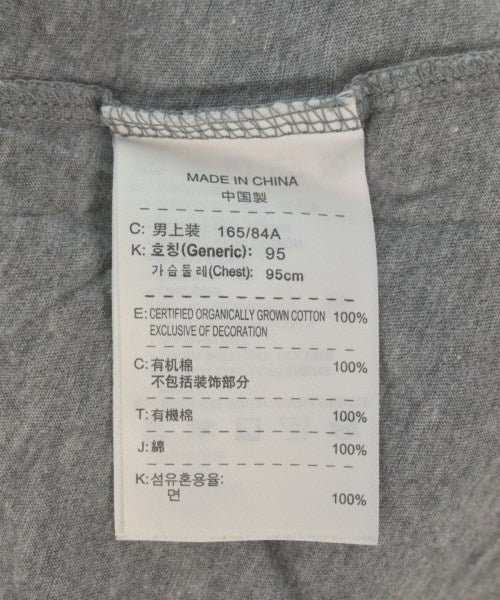 MADE IN CHINA
中国製
C: 男上装 165/84A
K: 호칭(Generic): 95
가슴둘레(Chest): 95cm
E: CERTIFIED ORGANICALLY GROWN COTTON 100%
EXCLUSIVE OF DECORATION
C: 有机棉 100%
不包括装饰部分
T: 有機棉 100%
J: 綿 100%
K: 섬유혼용율:
면 100%